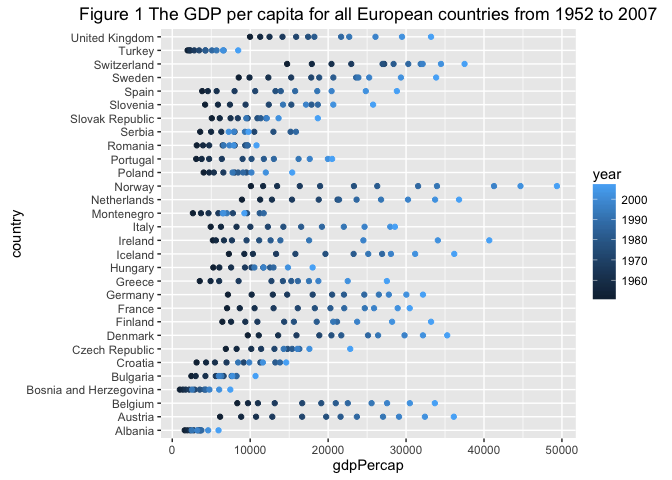 Figure 1 The GDP per capita for all European countries from 1952 to 2007
United Kingdom
Turkey
Switzerland
Sweden
Spain
Slovenia
Slovak Republic
Serbia
Romania
Portugal
Poland
Norway
Netherlands
Montenegro
Italy
Ireland
Iceland
Hungary
Greece
Germany
France
Finland
Denmark
Czech Republic
Croatia
Bulgaria
Bosnia and Herzegovina
Belgium
Austria
Albania
country
0 10000 20000 30000 40000 50000
gdpPercap
year
2000
1990
1980
1970
1960